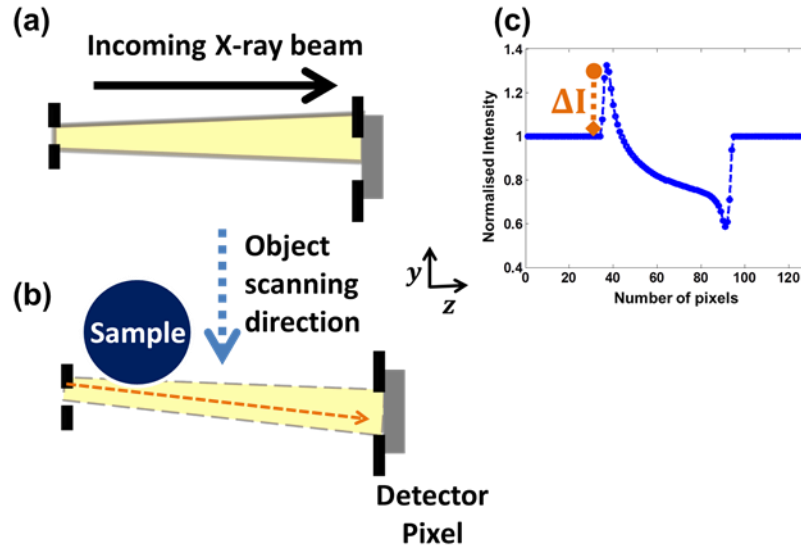 (a)
Incoming X-ray beam
Object
scanning
direction
(b)
Sample
y
z
Detector
Pixel
(c)
Normalised Intensity
1.4
1.2
1
0.8
0.6
0.4
ΔI
0 20 40 60 80 100 120
Number of pixels